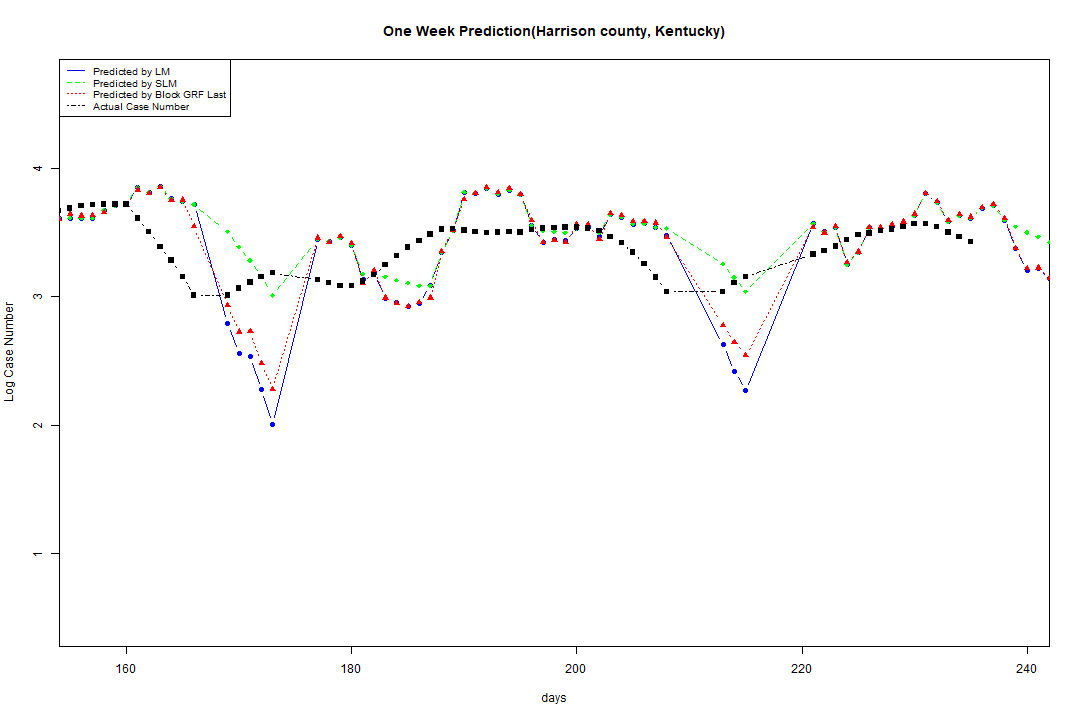 One Week Prediction(Harrison county, Kentucky)
Predicted by LM
Predicted by SLM
Predicted by Block GRF Last
Actual Case Number
4
3
2
1
Log Case Number
160 180 200 220 240
days